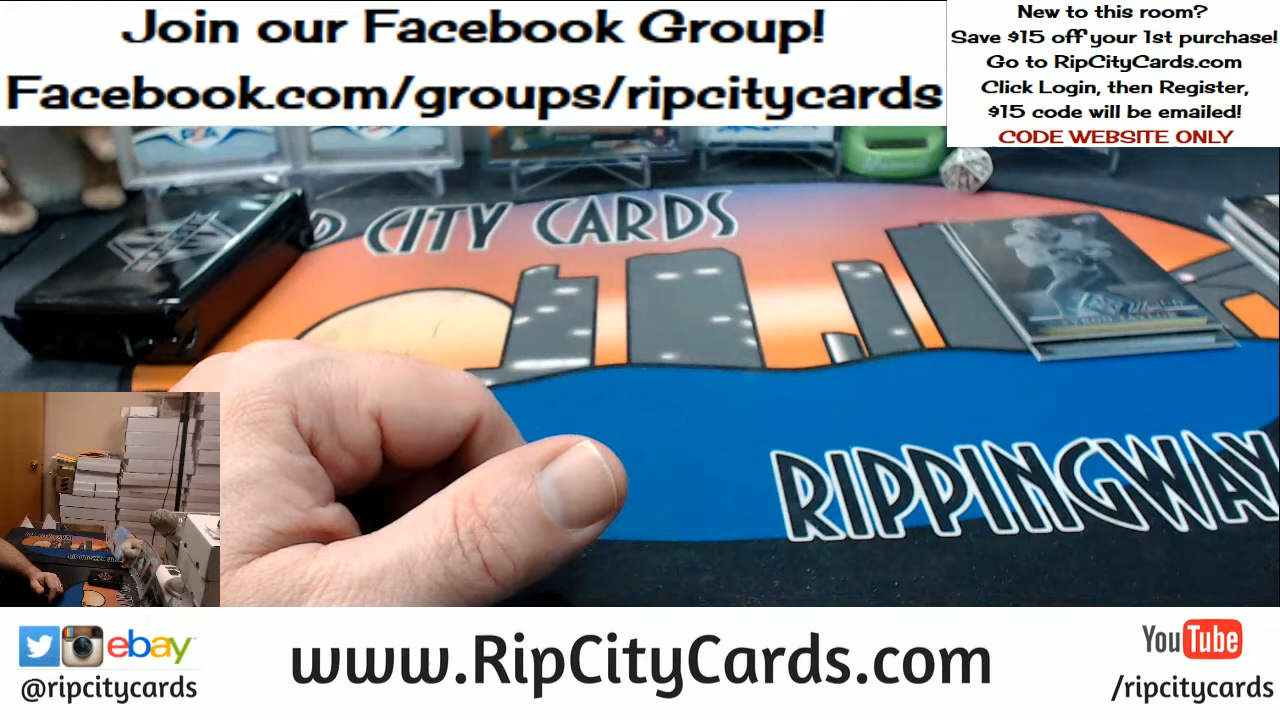 Join our Facebook Group!
Facebook.com/groups/ripcitycards
New to this room?
Save $15 off your 1st purchase!
Go to RipCityCards.com
Click Login, then Register,
$15 code will be emailed!
CODE WEBSITE ONLY
CITY CARDS
RIPPINGWAY
ebay
@ripcitycards
www.RipCityCards.com
YouTube
/ripcitycards